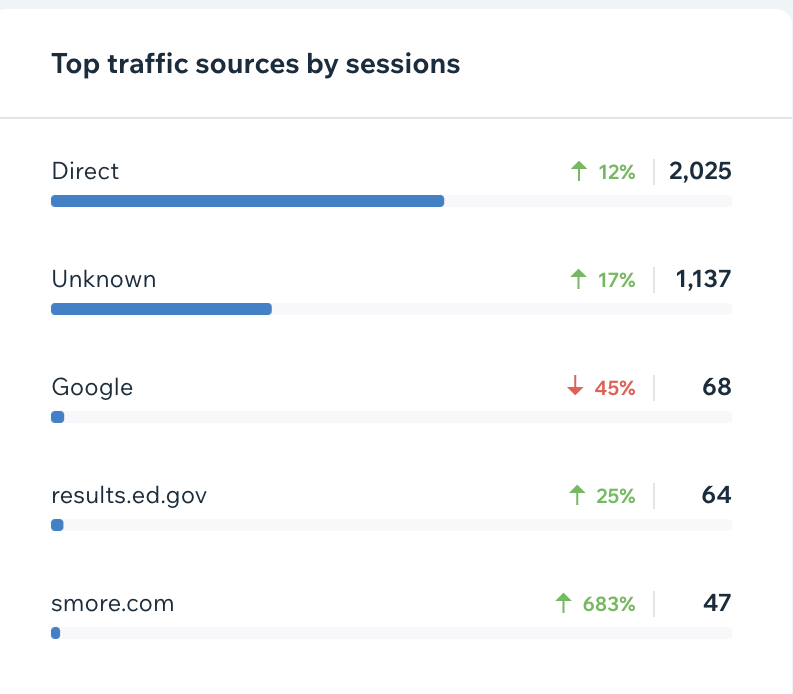 Top traffic sources by sessions
Direct ↑ 12% 2,025
Unknown ↑ 17% 1,137
Google ↓ 45% 68
results.ed.gov ↑ 25% 64
smore.com ↑ 683% 47